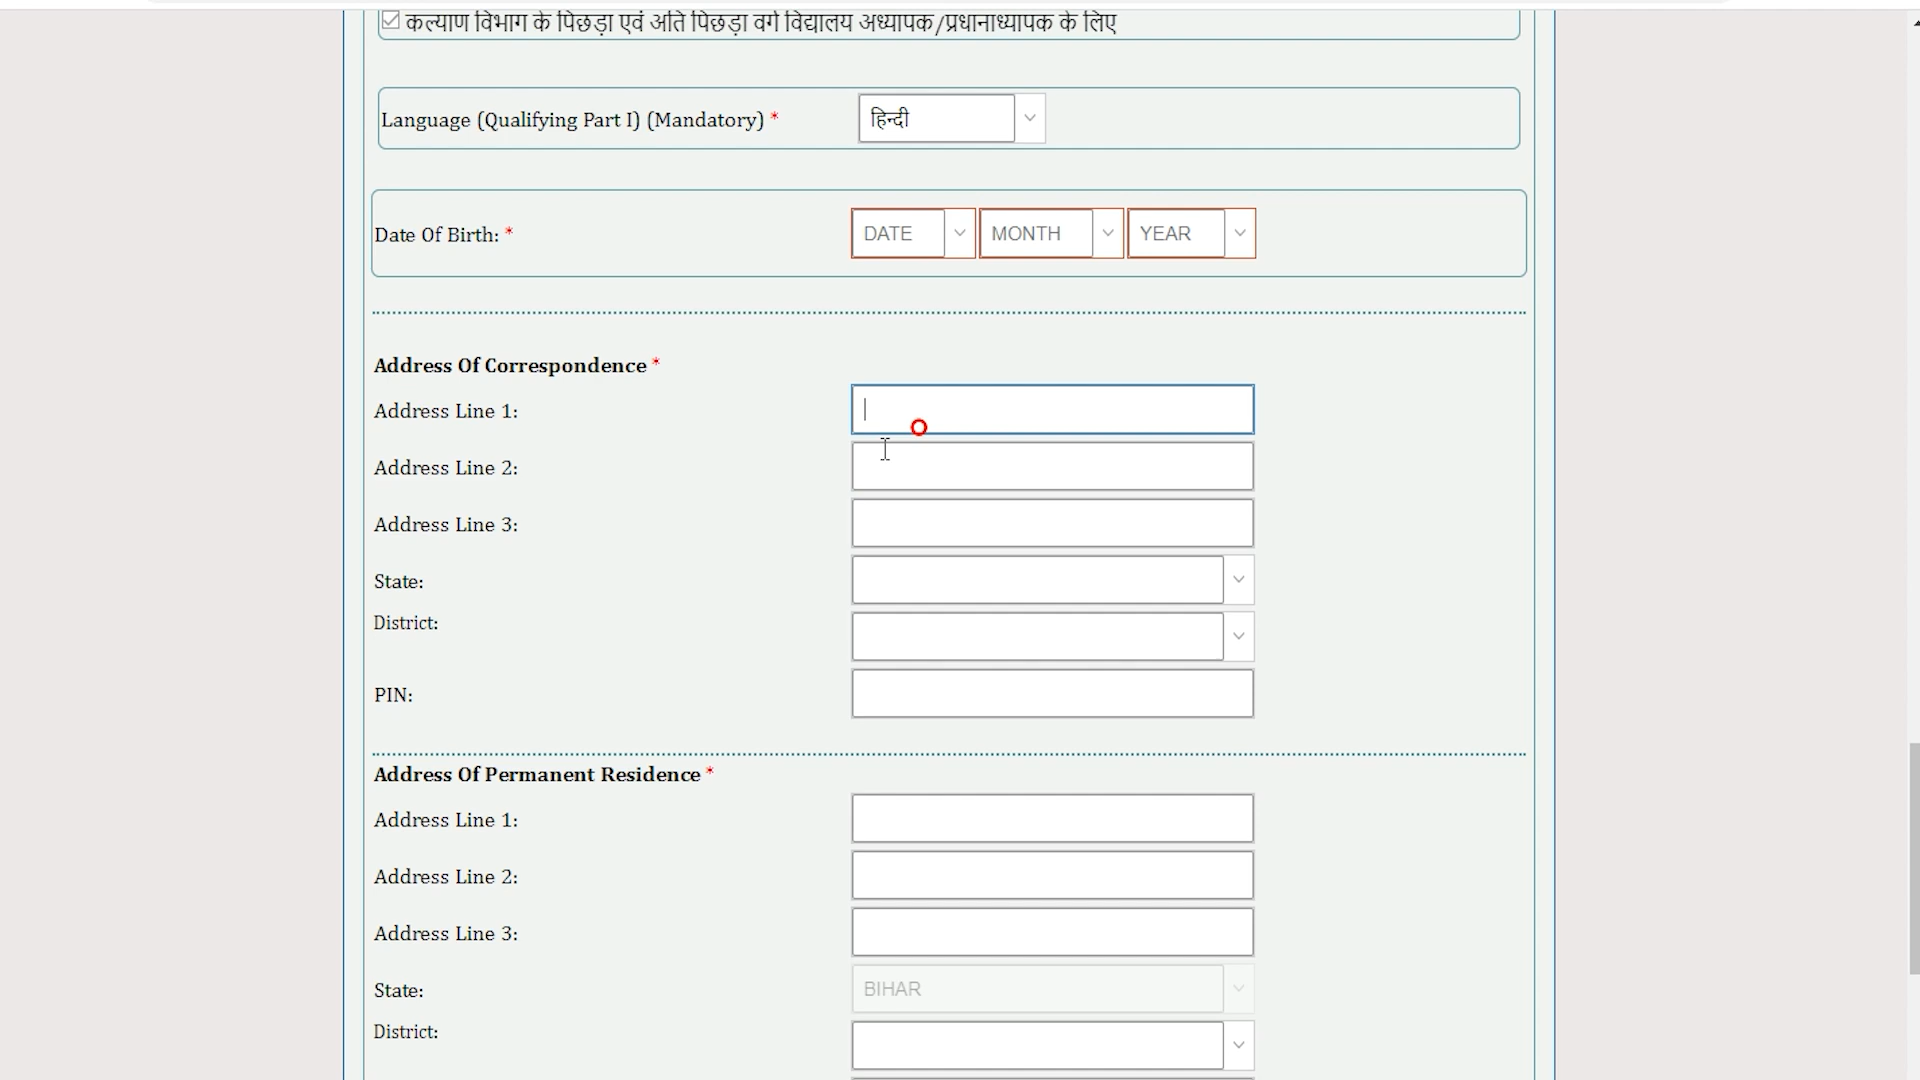 कल्याण विभाग के पिछड़ा एवं अति पिछड़ा वर्ग विद्यालय अध्यापक/प्रधानाध्यापक के लिए
Language (Qualifying Part I) (Mandatory) * हिन्दी
Date Of Birth: * DATE MONTH YEAR
Address Of Correspondence *
Address Line 1:
Address Line 2:
Address Line 3:
State:
District:
PIN:
Address Of Permanent Residence *
Address Line 1:
Address Line 2:
Address Line 3:
State: BIHAR
District: